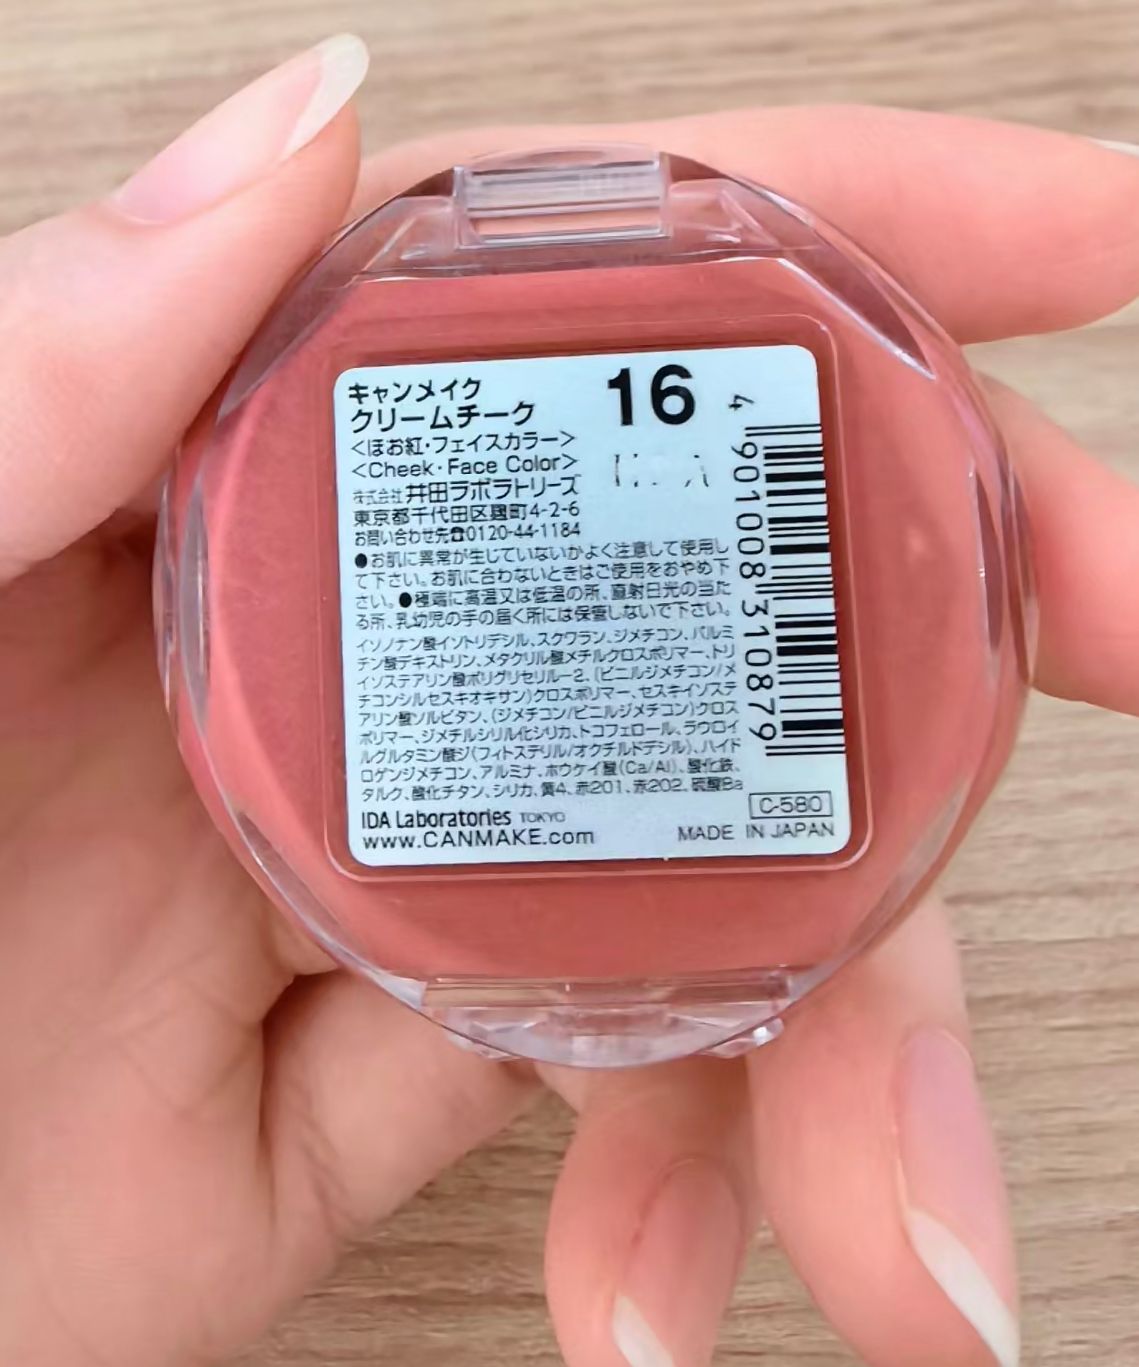 キャンメイク
クリームチーク
<ほお紅・フェイスカラー>
<Cheek・Face Color>
株式会社 井田ラボラトリーズ
東京都千代田区麹町4-2-6
お問い合わせ先☎0120-44-1184
●お肌に異常が生じていないかよく注意して使用し
て下さい。お肌に合わないときはご使用をおやめ下
さい。●極端に高温又は低温の所、直射日光の当た
る所、乳幼児の手の届く所には保管しないで下さい。
イソノナン酸イソトリデシル、スクワラン、ジメチコン、パルミ
チン酸デキストリン、メタクリル酸メチルクロスポリマー、トリ
イソステアリン酸ポリグリセリル-2、(ビニルジメチコン/メ
チコンシルセスキオキサン)クロスポリマー、セスキイソステ
アリン酸ソルビタン、(ジメチコン/ビニルジメチコン)クロス
ポリマー、ジメチルシリル化シリカ、トコフェロール、ラウロイ
ルグルタミン酸ジ(フィトステリル/オクチルドデシル)、ハイド
ロゲンジメチコン、アルミナ、ホウケイ酸(Ca/Al)、酸化鉄、
タルク、酸化チタン、シリカ、黄4、赤201、赤202、硫酸Ba
IDA Laboratories TOKYO
www.CANMAKE.com
16
4 901008 310879
C-580
MADE IN JAPAN